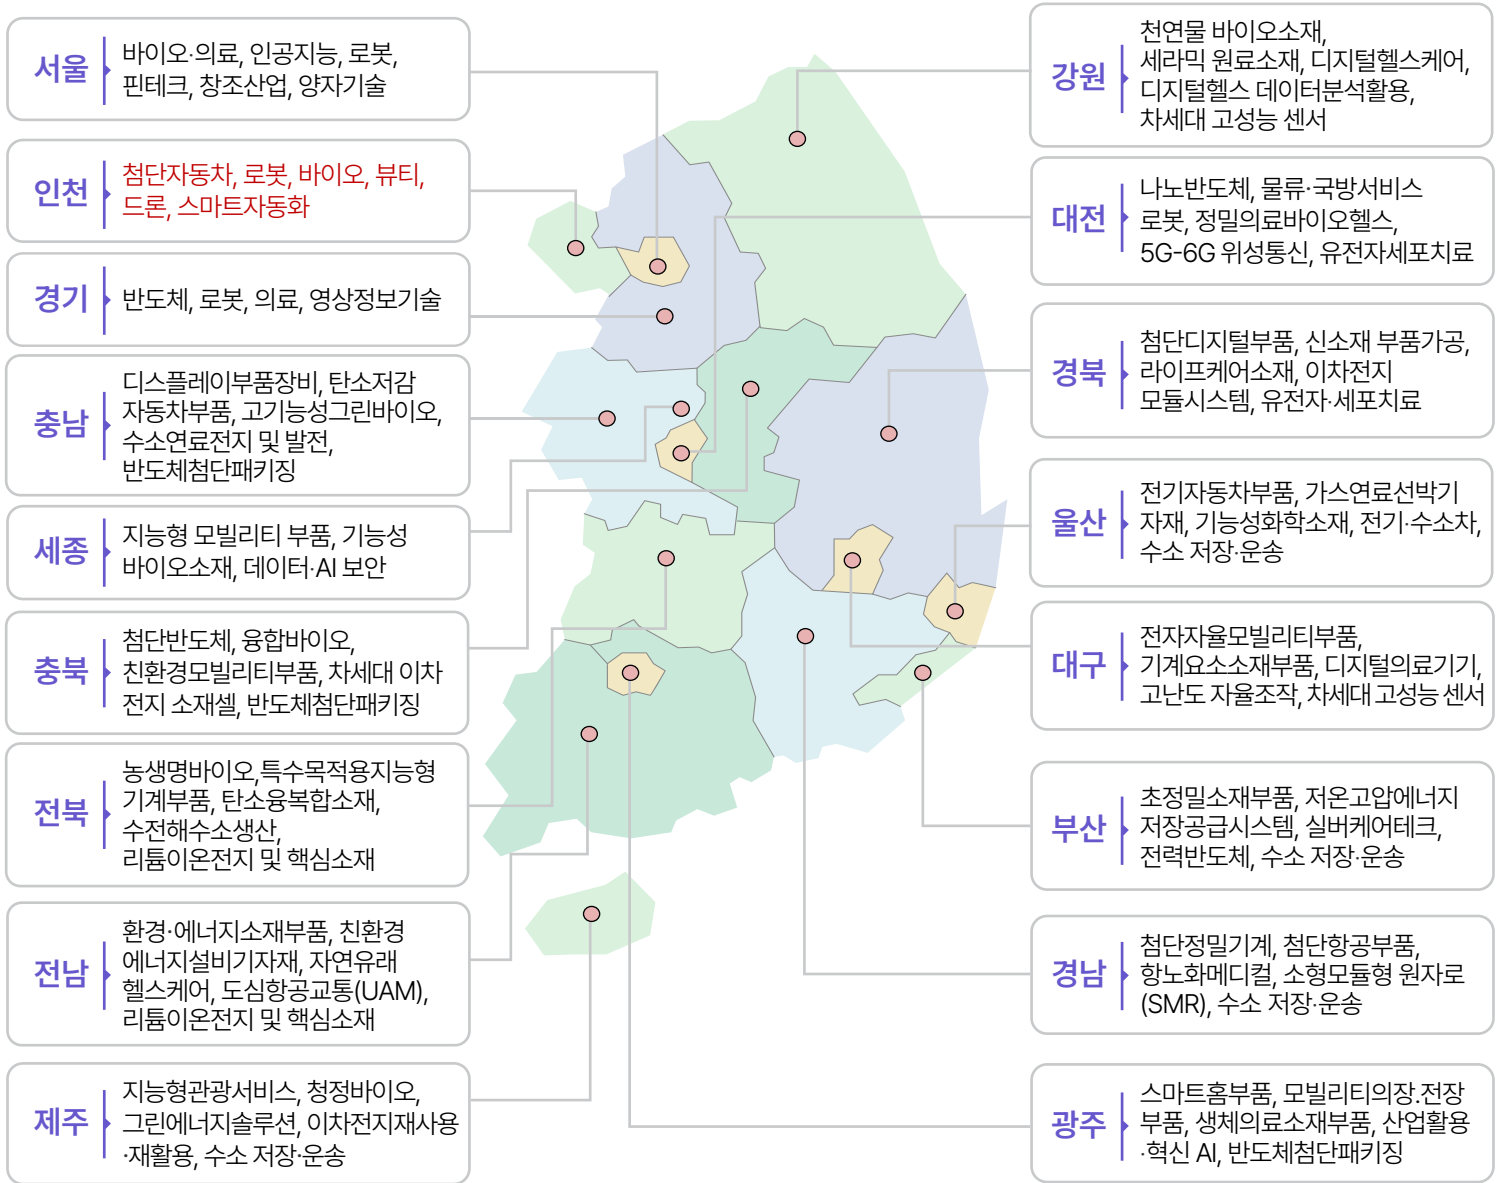 서울
바이오·의료, 인공지능, 로봇,
핀테크, 창조산업, 양자기술
인천
첨단자동차, 로봇, 바이오, 뷰티,
드론, 스마트자동화
경기
반도체, 로봇, 의료, 영상정보기술
충남
디스플레이부품장비, 탄소저감
자동차부품, 고기능성그린바이오,
수소연료전지 및 발전,
반도체첨단패키징
세종
지능형 모빌리티 부품, 기능성
바이오소재, 데이터·AI 보안
충북
첨단반도체, 융합바이오,
친환경모빌리티부품, 차세대 이차
전지 소재셀, 반도체첨단패키징
전북
농생명바이오,특수목적용지능형
기계부품, 탄소융복합소재,
수전해수소생산,
리튬이온전지 및 핵심소재
전남
환경·에너지소재부품, 친환경
에너지설비기자재, 자연유래
헬스케어, 도심항공교통(UAM),
리튬이온전지 및 핵심소재
제주
지능형관광서비스, 청정바이오,
그린에너지솔루션, 이차전지재사용
·재활용, 수소 저장·운송
강원
천연물 바이오소재,
세라믹 원료소재, 디지털헬스케어,
디지털헬스 데이터분석활용,
차세대 고성능 센서
대전
나노반도체, 물류·국방서비스
로봇, 정밀의료바이오헬스,
5G-6G 위성통신, 유전자세포치료
경북
첨단디지털부품, 신소재 부품가공,
라이프케어소재, 이차전지
모듈시스템, 유전자·세포치료
울산
전기자동차부품, 가스연료선박기
자재, 기능성화학소재, 전기·수소차,
수소 저장·운송
대구
전자자율모빌리티부품,
기계요소소재부품, 디지털의료기기,
고난도 자율조작, 차세대 고성능 센서
부산
초정밀소재부품, 저온고압에너지
저장공급시스템, 실버케어테크,
전력반도체, 수소 저장·운송
경남
첨단정밀기계, 첨단항공부품,
항노화메디컬, 소형모듈형 원자로
(SMR), 수소 저장·운송
광주
스마트홈부품, 모빌리티의장.전장
부품, 생체의료소재부품, 산업활용
·혁신 AI, 반도체첨단패키징